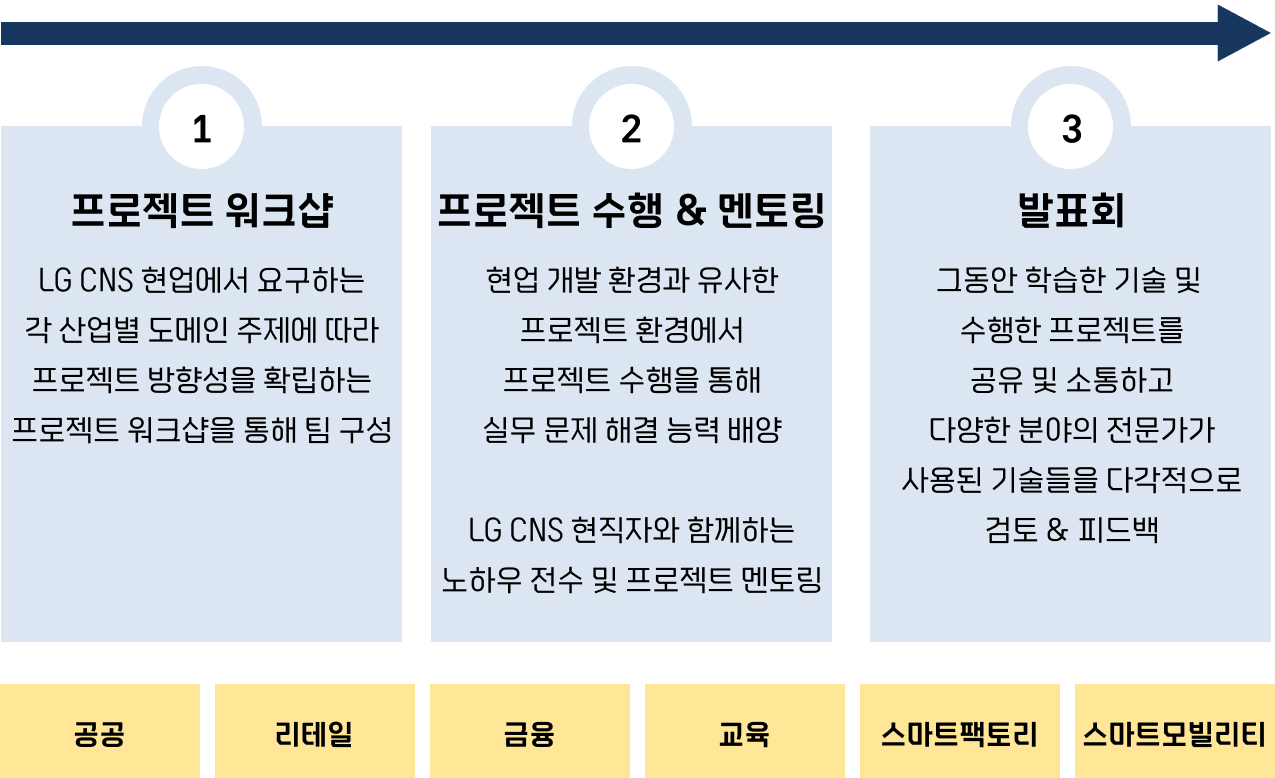 1
프로젝트 워크샵
LG CNS 현업에서 요구하는
각 산업별 도메인 주제에 따라
프로젝트 방향성을 확립하는
프로젝트 워크샵을 통해 팀 구성
2
프로젝트 수행 & 멘토링
현업 개발 환경과 유사한
프로젝트 환경에서
프로젝트 수행을 통해
실무 문제 해결 능력 배양
LG CNS 현직자와 함께하는
노하우 전수 및 프로젝트 멘토링
3
발표회
그동안 학습한 기술 및
수행한 프로젝트를
공유 및 소통하고
다양한 분야의 전문가가
사용된 기술들을 다각적으로
검토 & 피드백
공공
리테일
금융
교육
스마트팩토리
스마트모빌리티